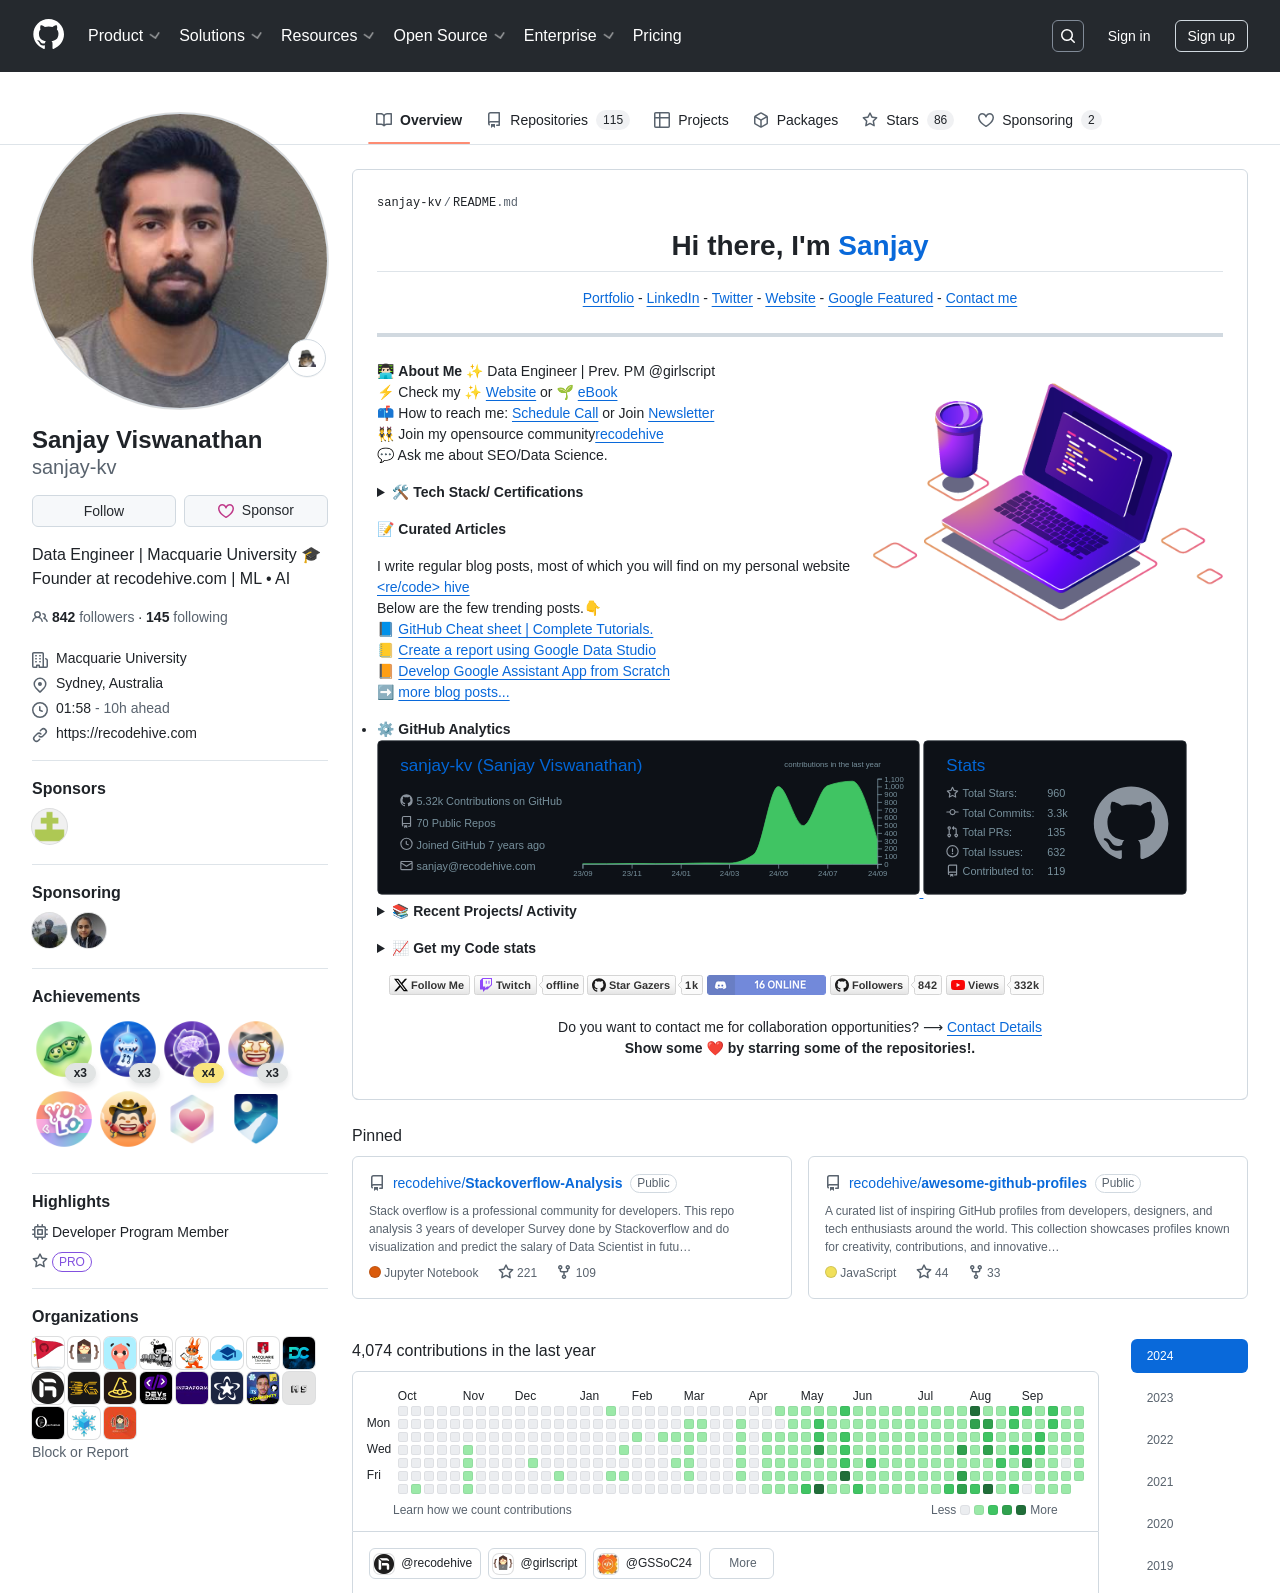 Product Solutions Resources Open Source Enterprise Pricing Sign in Sign up
Overview Repositories 115 Projects Packages Stars 86 Sponsoring 2
Sanjay Viswanathan
sanjay-kv
Follow Sponsor
Data Engineer | Macquarie University 🎓
Founder at recodehive.com | ML • AI
842 followers · 145 following
Macquarie University
Sydney, Australia
01:58 - 10h ahead
https://recodehive.com
Sponsors
Sponsoring
Achievements
x3 x3 x4 x3
YOLO
Highlights
Developer Program Member
PRO
Organizations
Block or Report
sanjay-kv/README.md
Hi there, I'm Sanjay
Portfolio - LinkedIn - Twitter - Website - Google Featured - Contact me
👨🏻‍💻 About Me ✨ Data Engineer | Prev. PM @girlscript
⚡ Check my ✨ Website or 🌱 eBook
📫 How to reach me: Schedule Call or Join Newsletter
👯 Join my opensource communityrecodehive
💬 Ask me about SEO/Data Science.
🛠️ Tech Stack/ Certifications
📝 Curated Articles
I write regular blog posts, most of which you will find on my personal website
<re/code> hive
Below are the few trending posts.👇
📘 GitHub Cheat sheet | Complete Tutorials.
📒 Create a report using Google Data Studio
📙 Develop Google Assistant App from Scratch
➡️ more blog posts...
⚙️ GitHub Analytics
sanjay-kv (Sanjay Viswanathan)
contributions in the last year
5.32k Contributions on GitHub
70 Public Repos
Joined GitHub 7 years ago
sanjay@recodehive.com
1,100
1,000
900
800
700
600
500
400
300
200
100
0
23/09 23/11 24/01 24/03 24/05 24/07 24/09
Stats
Total Stars: 960
Total Commits: 3.3k
Total PRs: 135
Total Issues: 632
Contributed to: 119
📚 Recent Projects/ Activity
📈 Get my Code stats
Follow Me Twitch offline Star Gazers 1k 16 ONLINE Followers 842 Views 332k
Do you want to contact me for collaboration opportunities? ⟶ Contact Details
Show some ❤️ by starring some of the repositories!.
Pinned
recodehive/Stackoverflow-Analysis Public
Stack overflow is a professional community for developers. This repo
analysis 3 years of developer Survey done by Stackoverflow and do
visualization and predict the salary of Data Scientist in futu…
Jupyter Notebook 221 109
recodehive/awesome-github-profiles Public
A curated list of inspiring GitHub profiles from developers, designers, and
tech enthusiasts around the world. This collection showcases profiles known
for creativity, contributions, and innovative…
JavaScript 44 33
4,074 contributions in the last year
Oct Nov Dec Jan Feb Mar Apr May Jun Jul Aug Sep
Mon
Wed
Fri
Learn how we count contributions Less More
@recodehive @girlscript @GSSoC24 More
2024
2023
2022
2021
2020
2019